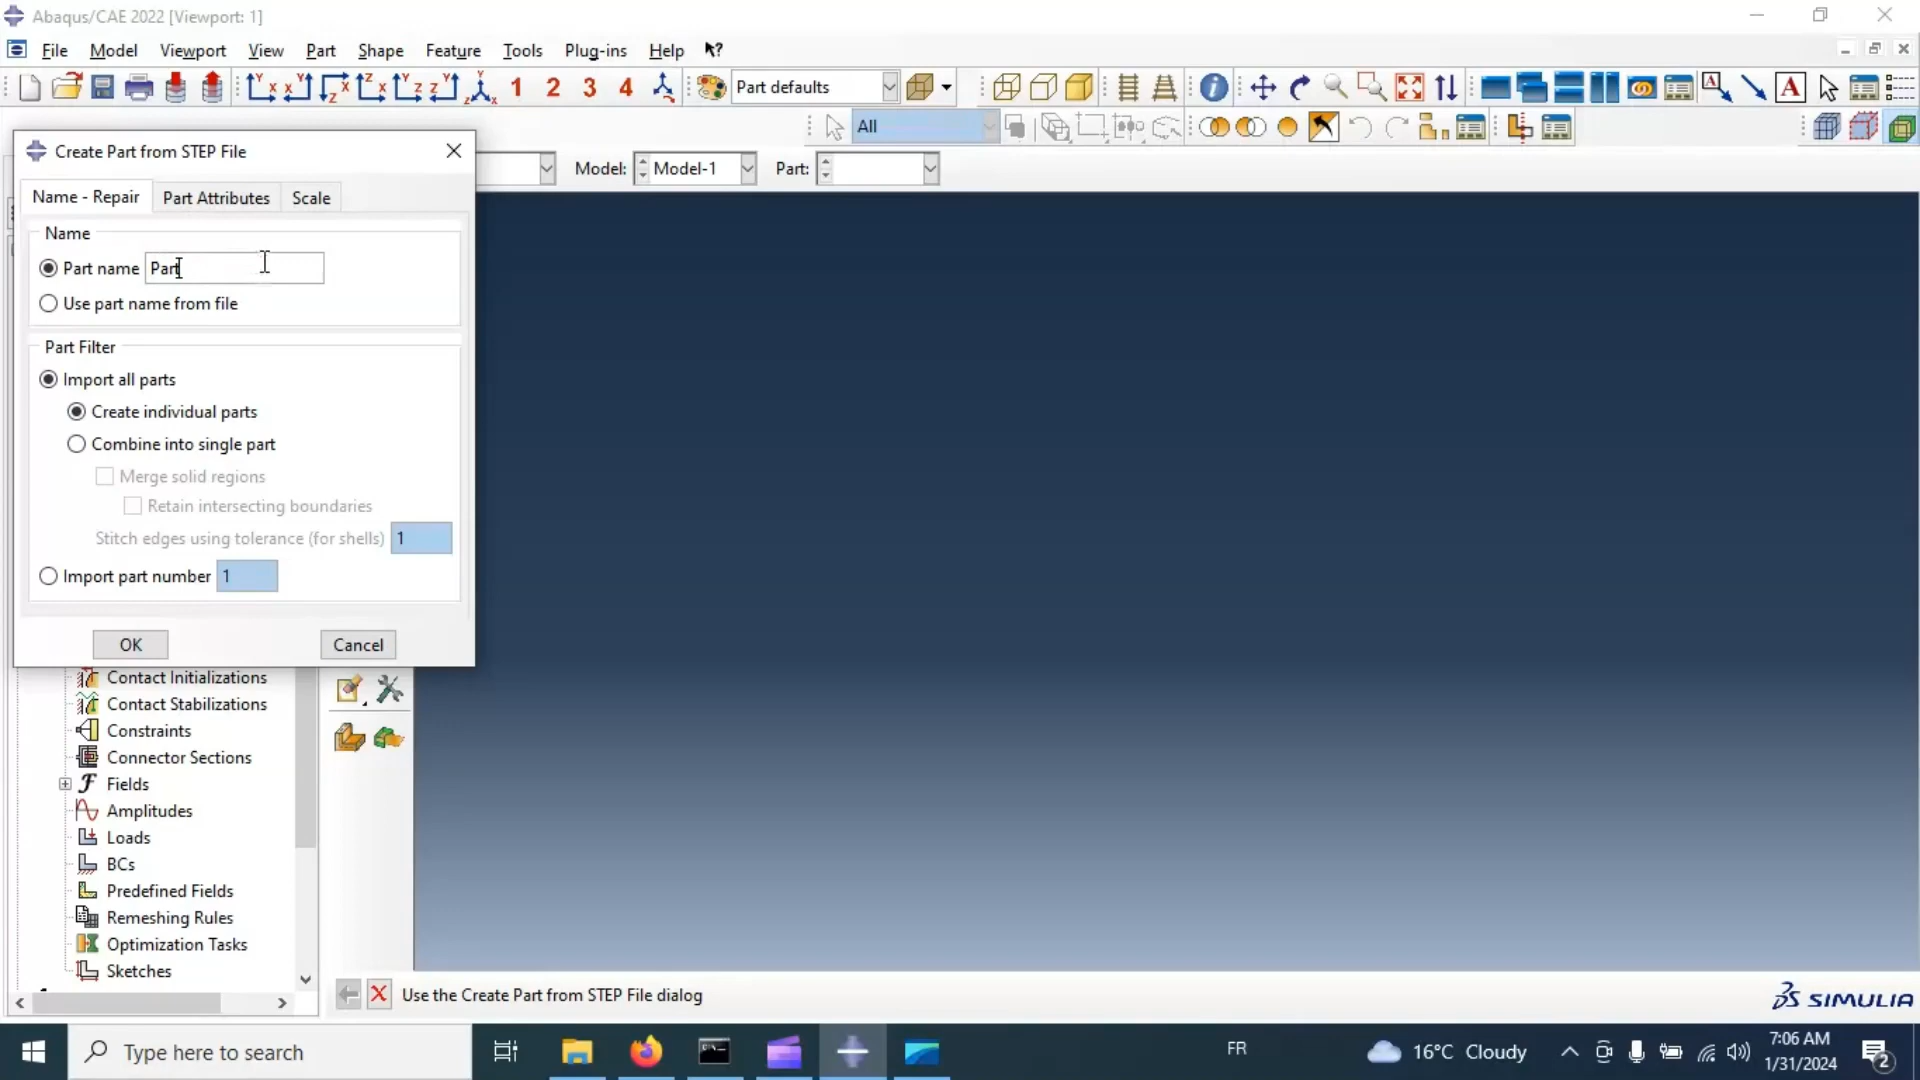 Abaqus/CAE 2022 [Viewport: 1]
File Model Viewport View Part Shape Feature Tools Plug-ins Help
1 2 3 4 Part defaults
All
Create Part from STEP File
Model: Model-1 Part:
Name - Repair Part Attributes Scale
Name
Part name Part
Use part name from file
Part Filter
Import all parts
Create individual parts
Combine into single part
Merge solid regions
Retain intersecting boundaries
Stitch edges using tolerance (for shells) 1
Import part number 1
OK Cancel
Contact Initializations
Contact Stabilizations
Constraints
Connector Sections
Fields
Amplitudes
Loads
BCs
Predefined Fields
Remeshing Rules
Optimization Tasks
Sketches
Use the Create Part from STEP File dialog
SIMULIA
Type here to search
FR
16°C Cloudy
7:06 AM
1/31/2024
2